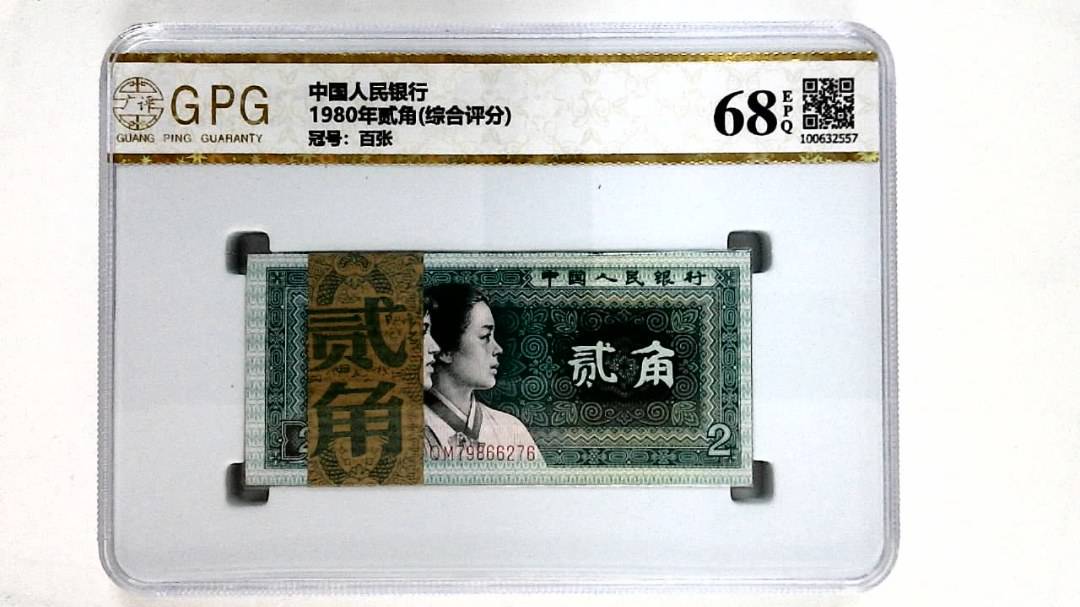 广评
GPG
GUANG PING GUARANTY
中国人民银行
1980年贰角(综合评分)
冠号：百张
68
EPQ
100632557
中国人民银行
贰角
贰角
QM79866276
2